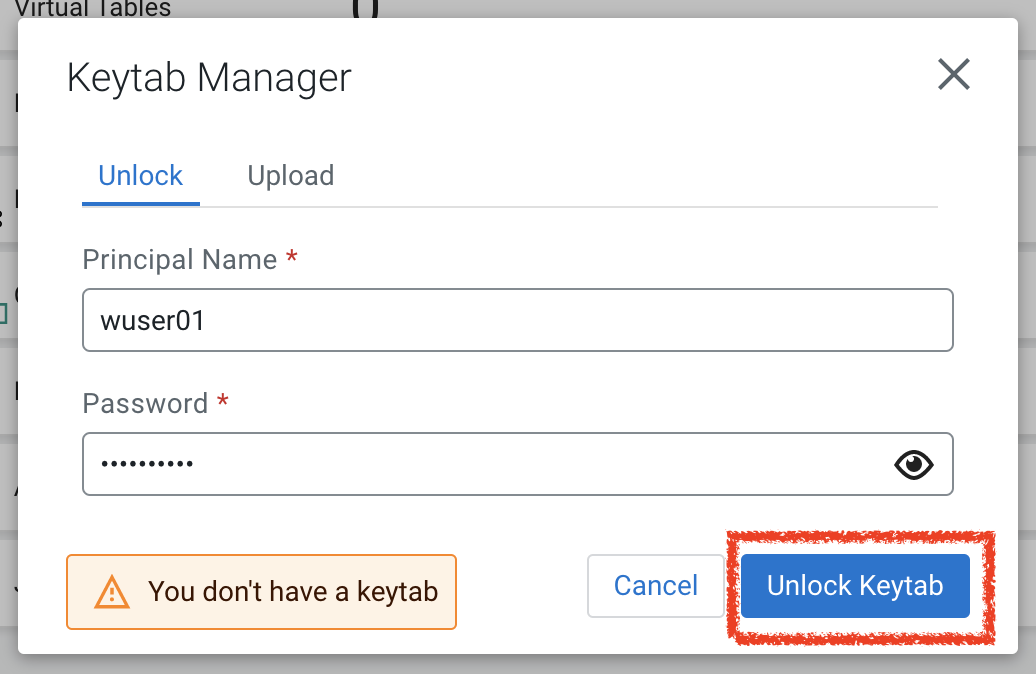 Virtual Tables
Keytab Manager
Unlock
Upload
Principal Name *
wuser01
Password *
••••••••••
You don't have a keytab
Cancel
Unlock Keytab